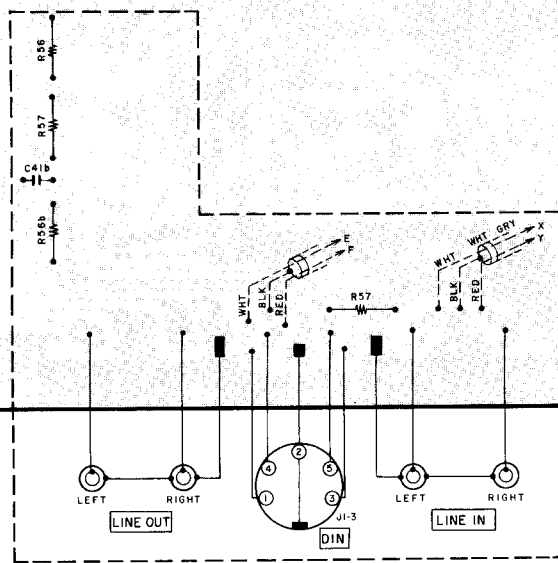 R56
R57
C41b
R56b
E
F
WHT
BLK
RED
WHT
WHT GRY
X
Y
BLK
RED
R57
2
4
5
1
3
LEFT
RIGHT
J1-3
LEFT
RIGHT
LINE OUT
DIN
LINE IN